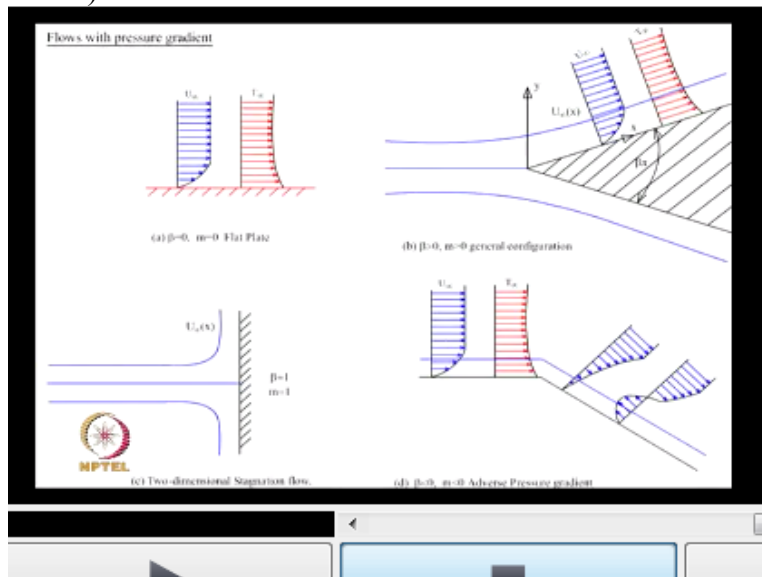 Flows with pressure gradient
U∞
T∞
(a) β=0, m=0 Flat Plate
U∞
T∞
y
Uₑ(x)
x
βπ
(b) β>0, m>0 general configuration
Uₑ(x)
β=1
m=1
NPTEL
(c) Two-dimensional Stagnation flow.
U∞
T∞
(d) β<0, m<0 Adverse Pressure gradient